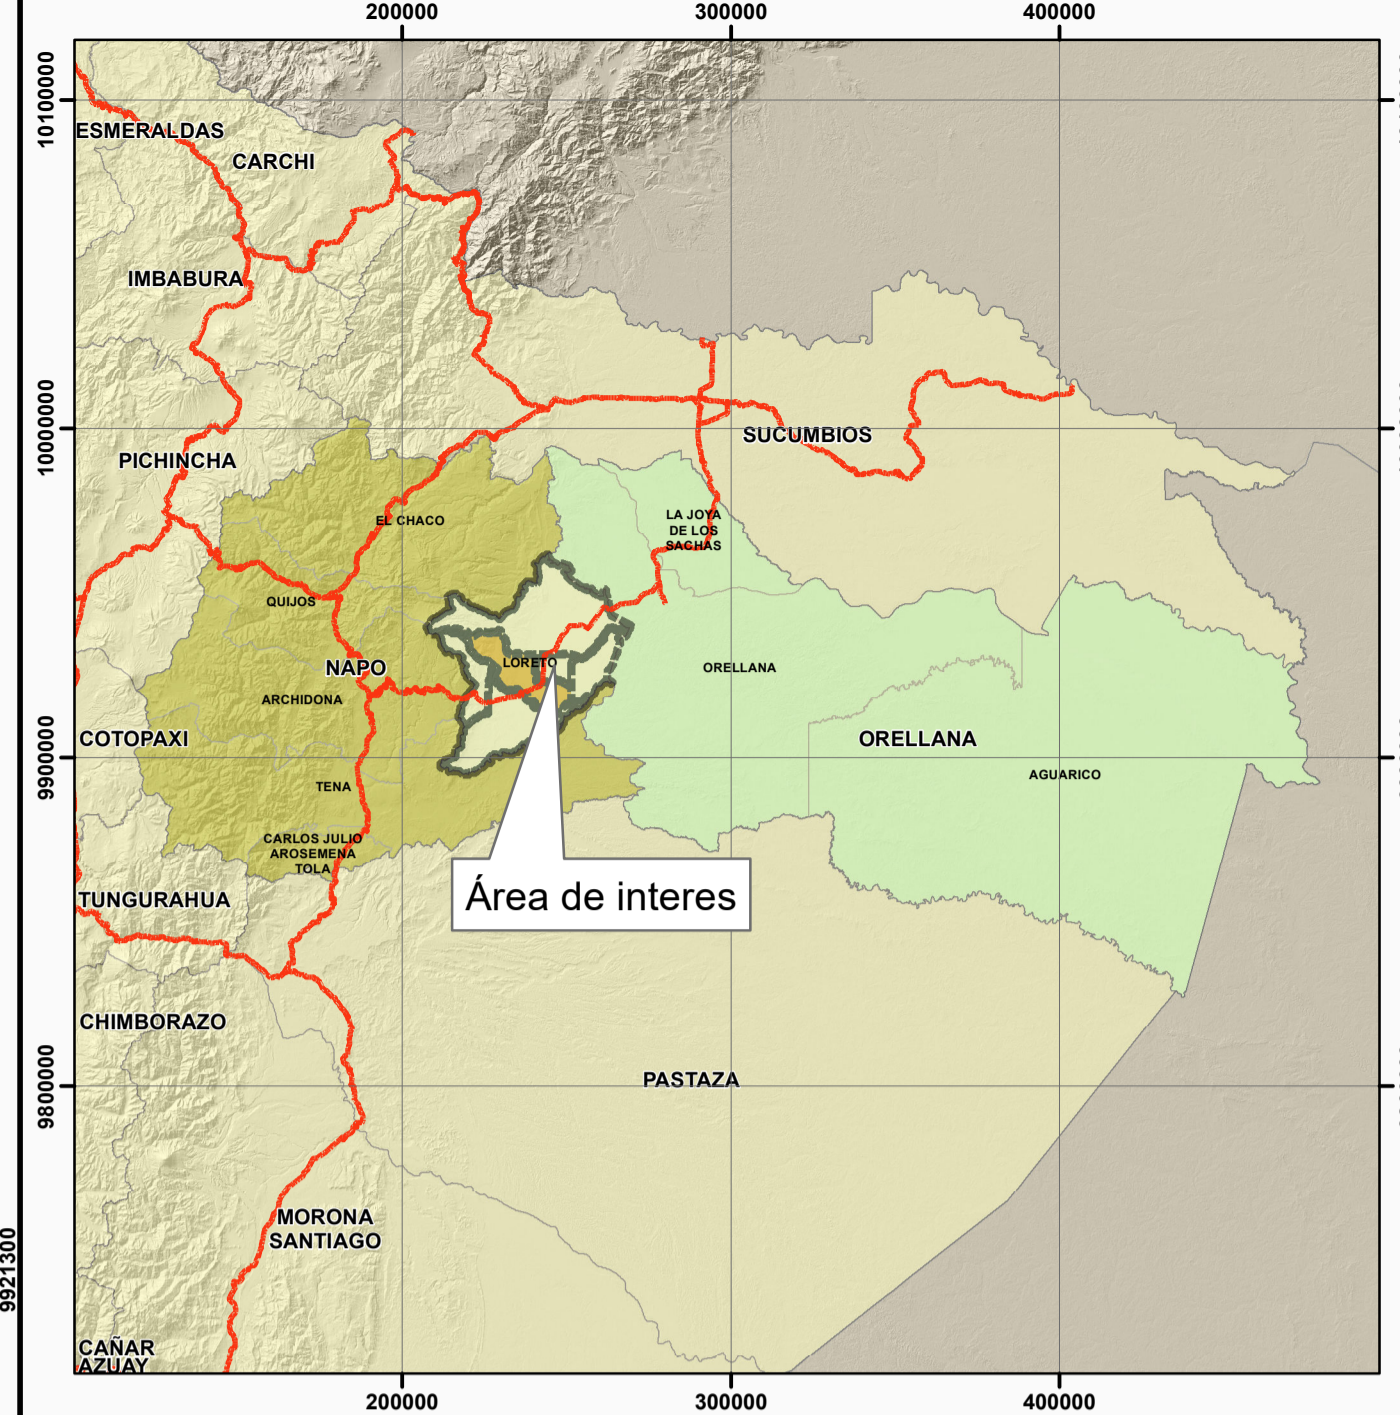 200000
300000
400000
10100000
ESMERALDAS
CARCHI
IMBABURA
10000000
SUCUMBIOS
PICHINCHA
EL CHACO
LA JOYA
DE LOS
SACHAS
QUIJOS
LORETO
NAPO
ORELLANA
ARCHIDONA
COTOPAXI
ORELLANA
9900000
AGUARICO
TENA
CARLOS JULIO
AROSEMENA
TOLA
Área de interes
TUNGURAHUA
CHIMBORAZO
9800000
PASTAZA
MORONA
SANTIAGO
9921300
CAÑAR
AZUAY
200000
300000
400000